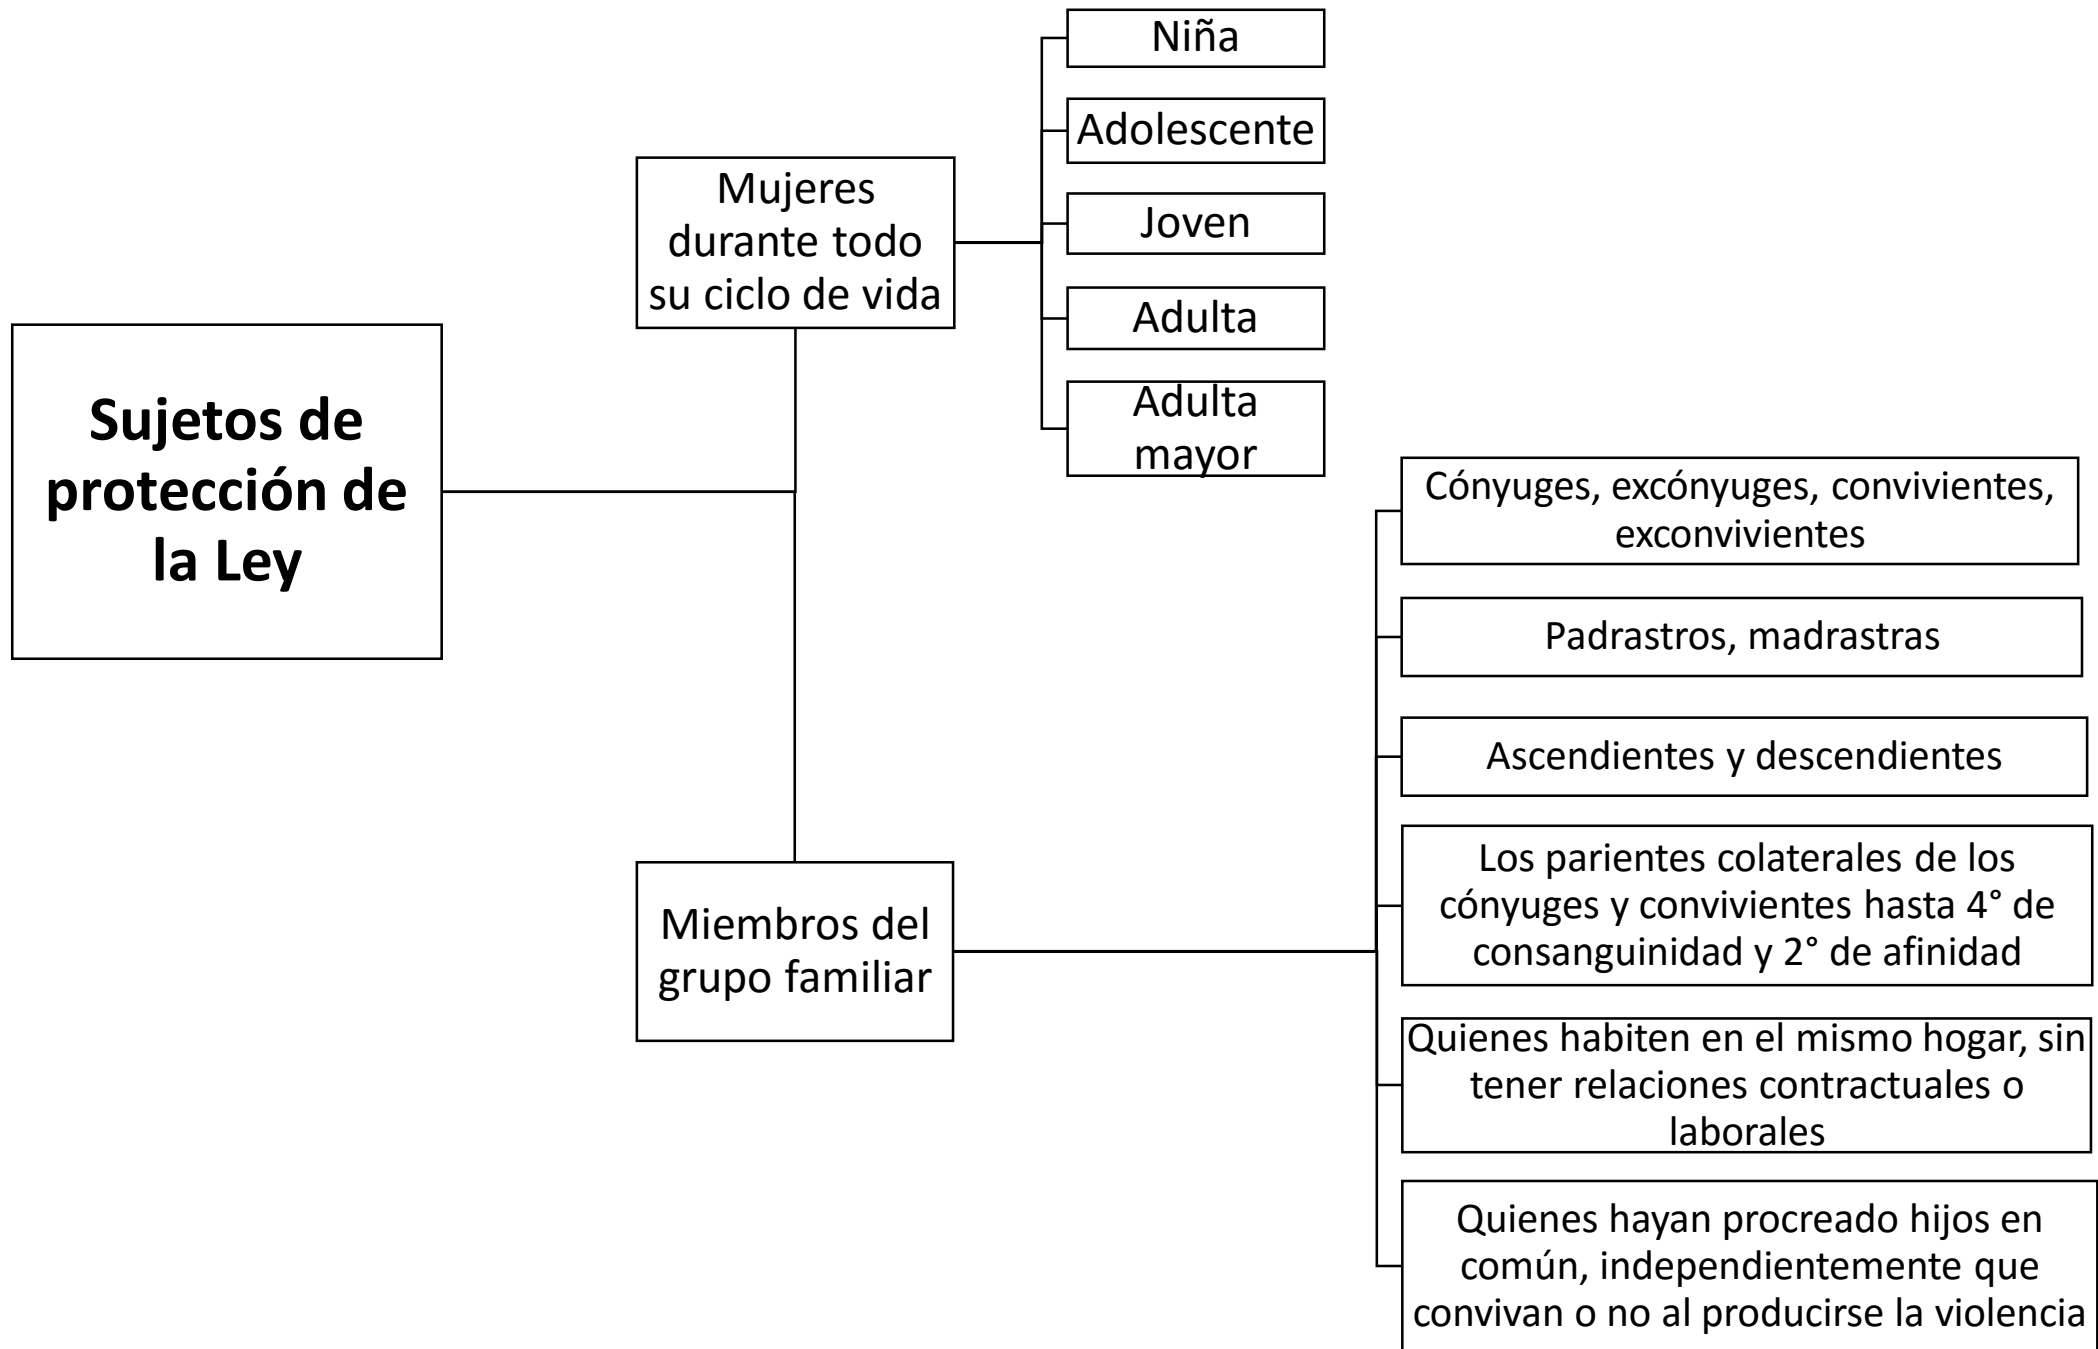 Sujetos de
protección de
la Ley
Mujeres
durante todo
su ciclo de vida
Niña
Adolescente
Joven
Adulta
Adulta
mayor
Miembros del
grupo familiar
Cónyuges, excónyuges, convivientes,
exconvivientes
Padrastros, madrastras
Ascendientes y descendientes
Los parientes colaterales de los
cónyuges y convivientes hasta 4° de
consanguinidad y 2° de afinidad
Quienes habiten en el mismo hogar, sin
tener relaciones contractuales o
laborales
Quienes hayan procreado hijos en
común, independientemente que
convivan o no al producirse la violencia